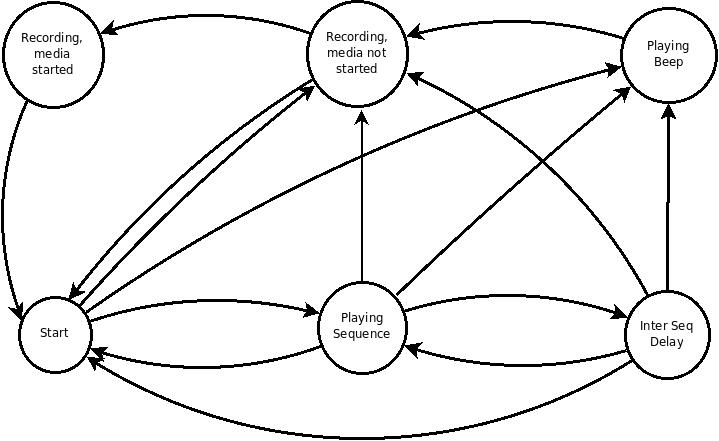 Recording,
media
started
Recording,
media not
started
Playing
Beep
Start
Playing
Sequence
Inter Seq
Delay